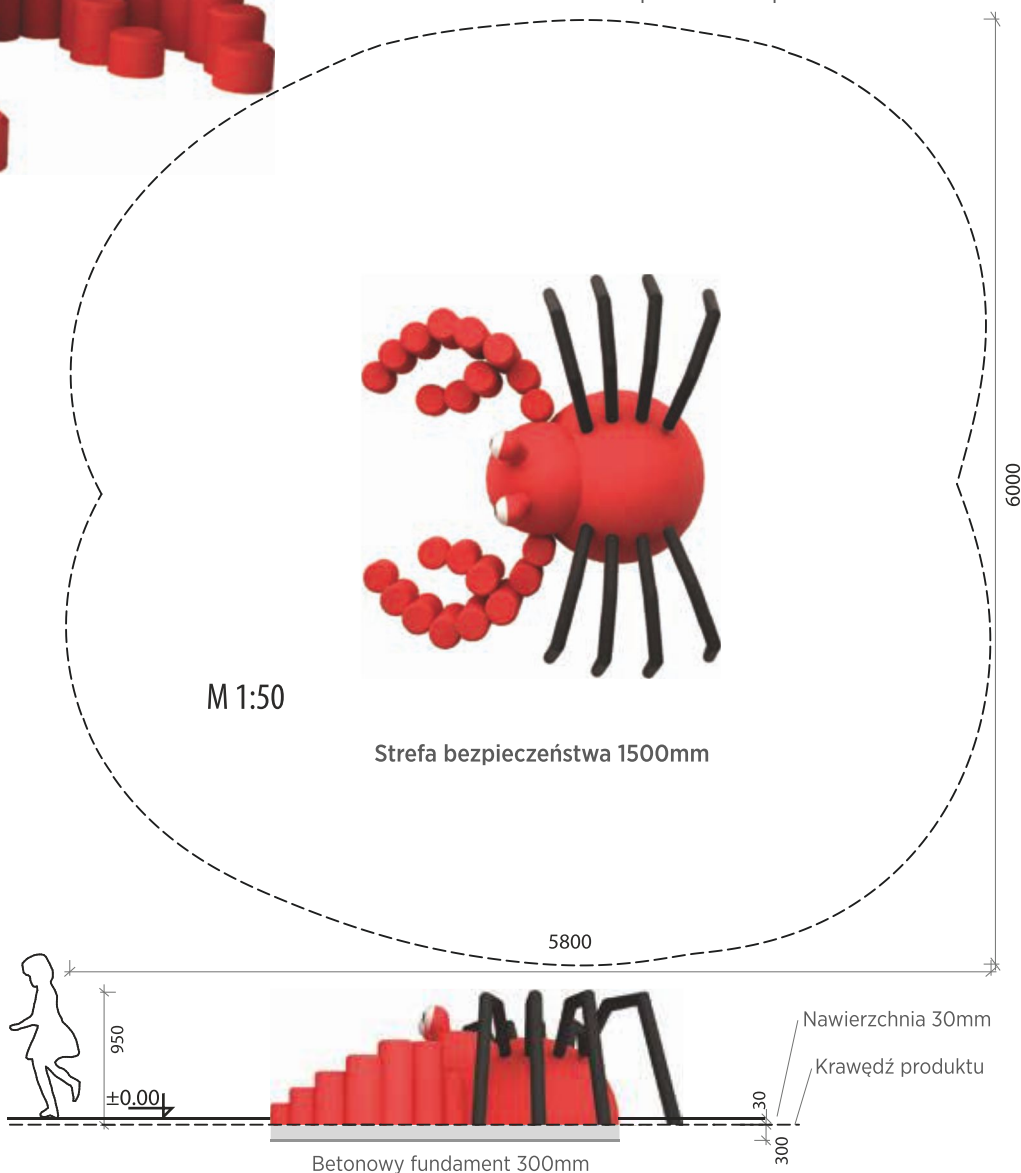 6000
M 1:50
Strefa bezpieczeństwa 1500mm
5800
950
±0.00
Nawierzchnia 30mm
Krawędź produktu
30
300
Betonowy fundament 300mm